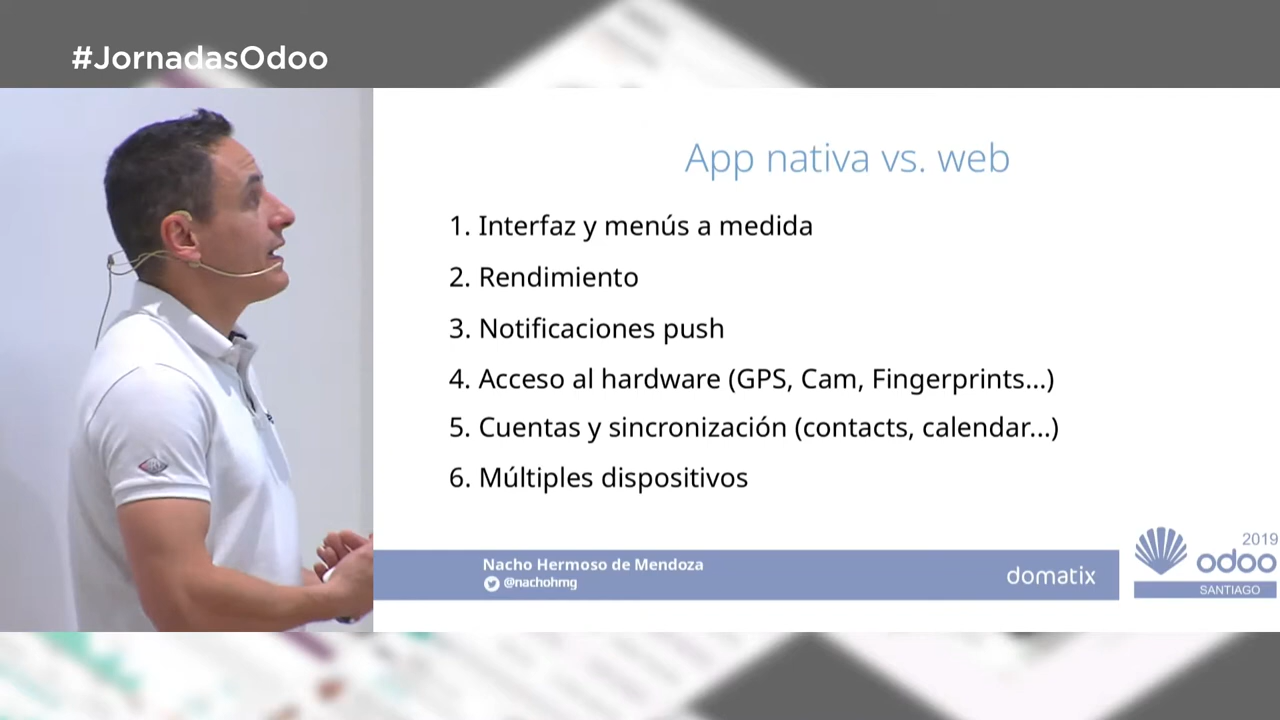 #JornadasOdoo
App nativa vs. web
1. Interfaz y menús a medida
2. Rendimiento
3. Notificaciones push
4. Acceso al hardware (GPS, Cam, Fingerprints...)
5. Cuentas y sincronización (contacts, calendar...)
6. Múltiples dispositivos
Nacho Hermoso de Mendoza
@nachohmg
domatix
2019
odoo
SANTIAGO